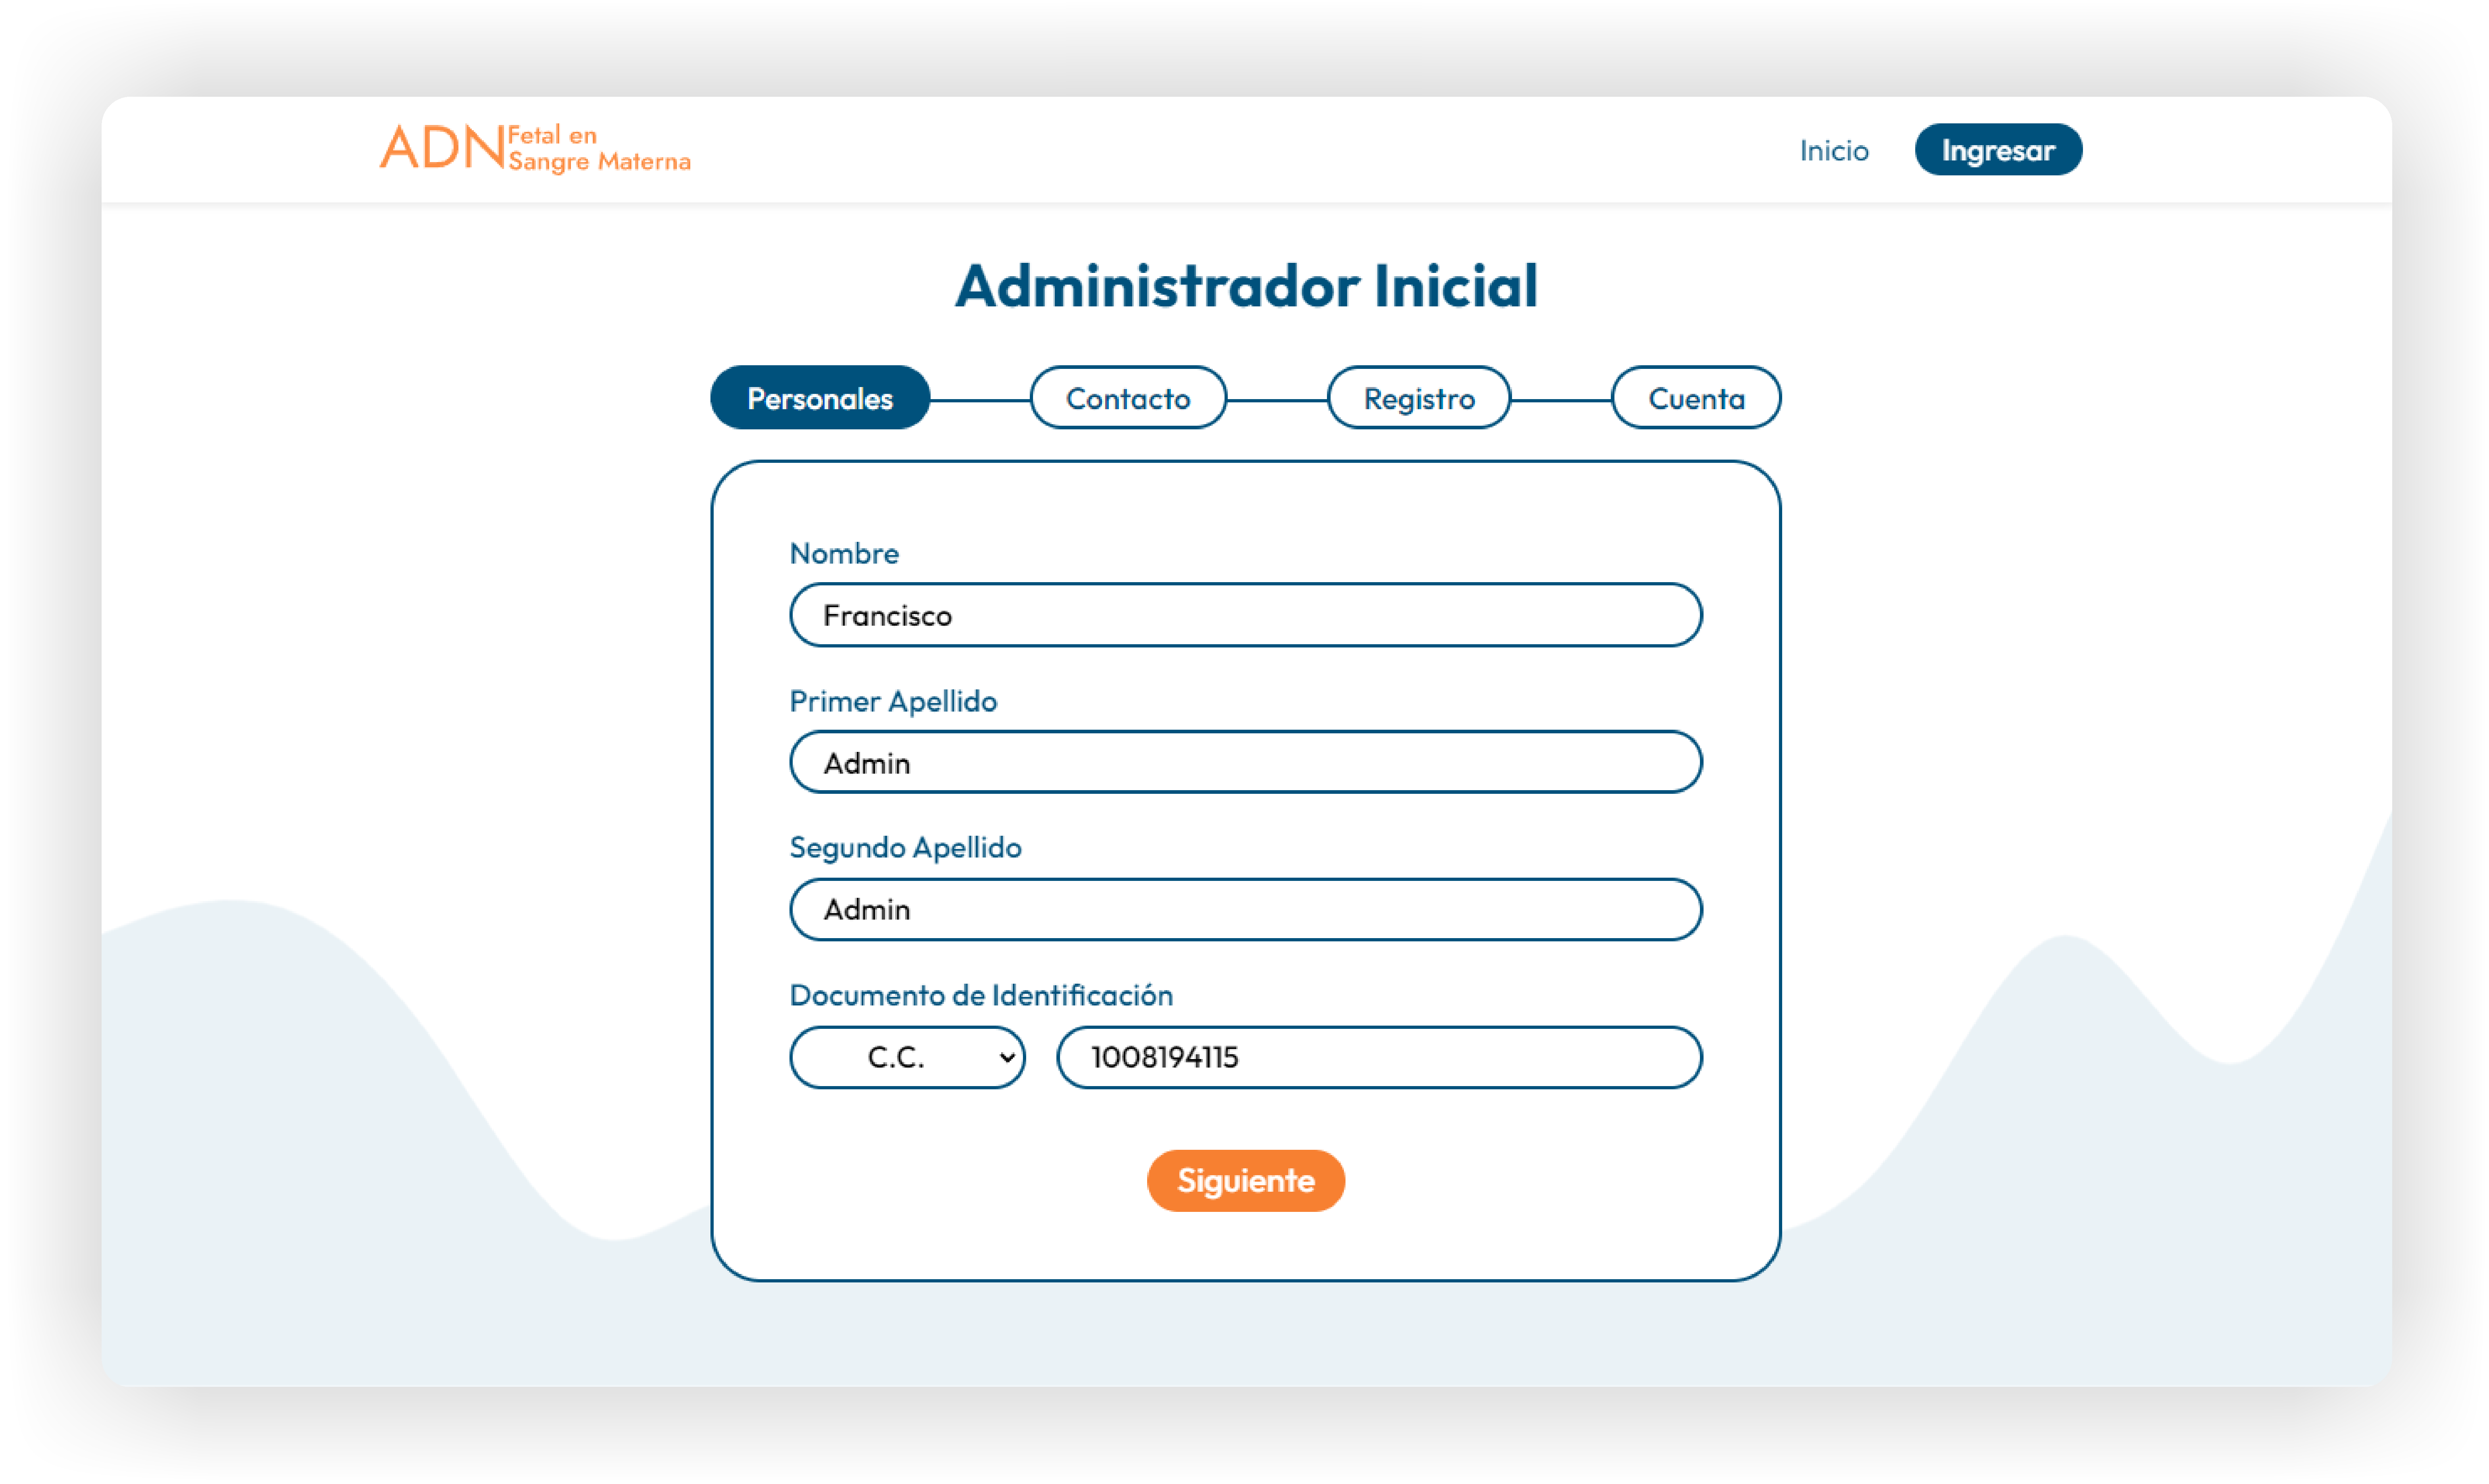 ADN Fetal en
Sangre Materna
Inicio
Ingresar
Administrador Inicial
Personales
Contacto
Registro
Cuenta
Nombre
Francisco
Primer Apellido
Admin
Segundo Apellido
Admin
Documento de Identificación
C.C.
1008194115
Siguiente